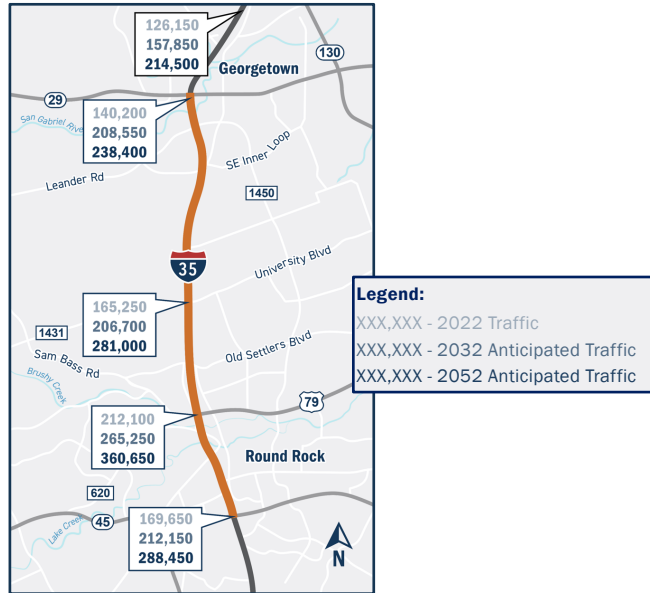 126,150
157,850
214,500
130
Georgetown
29
140,200
208,550
238,400
San Gabriel River
SE Inner Loop
Leander Rd
1450
35
University Blvd
165,250
206,700
281,000
Legend:
XXX,XXX - 2022 Traffic
XXX,XXX - 2032 Anticipated Traffic
XXX,XXX - 2052 Anticipated Traffic
1431
Sam Bass Rd
Old Settlers Blvd
Brushy Creek
79
212,100
265,250
360,650
Round Rock
620
45
Lake Creek
169,650
212,150
288,450
N